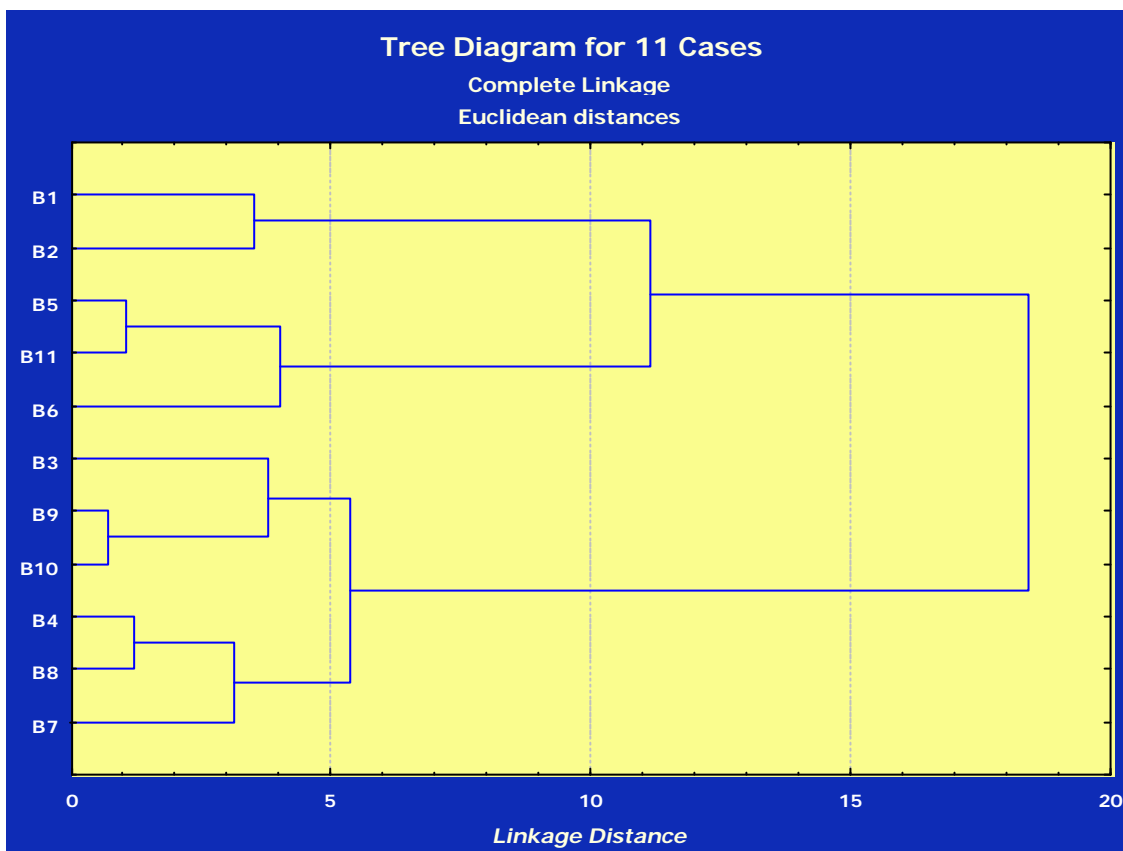 Tree Diagram for 11 Cases
Complete Linkage
Euclidean distances
B1
B2
B5
B11
B6
B3
B9
B10
B4
B8
B7
0 5 10 15 20
Linkage Distance